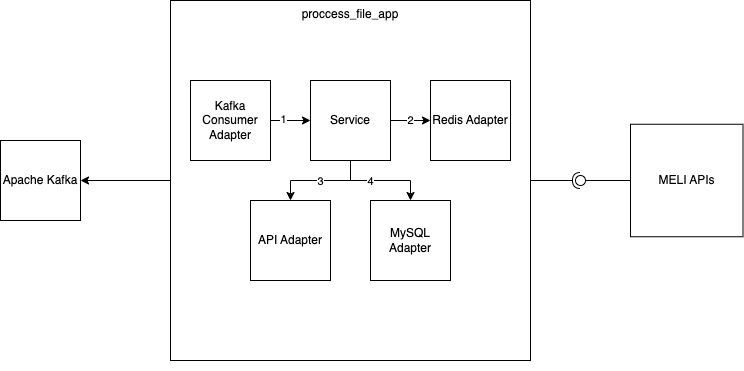 proccess_file_app
Kafka
Consumer
Adapter
1
Service
2
Redis Adapter
Apache Kafka
MELI APIs
3
4
API Adapter
MySQL
Adapter